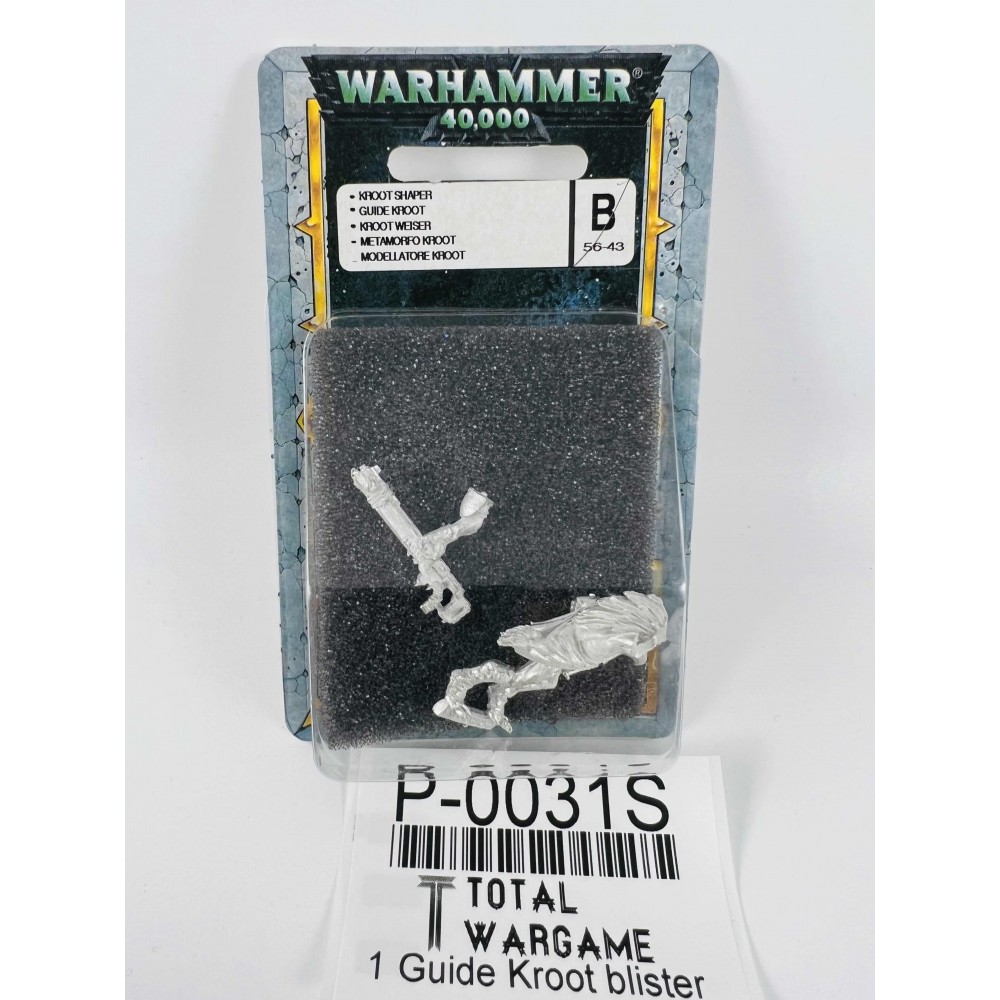 WARHAMMER®
40,000
• KROOT SHAPER
• GUIDE KROOT
• KROOT WEISER
- METAMORFO KROOT
MODELLATORE KROOT
B
56-43
P-0031S
TOTAL
WARGAME
1 Guide Kroot blister